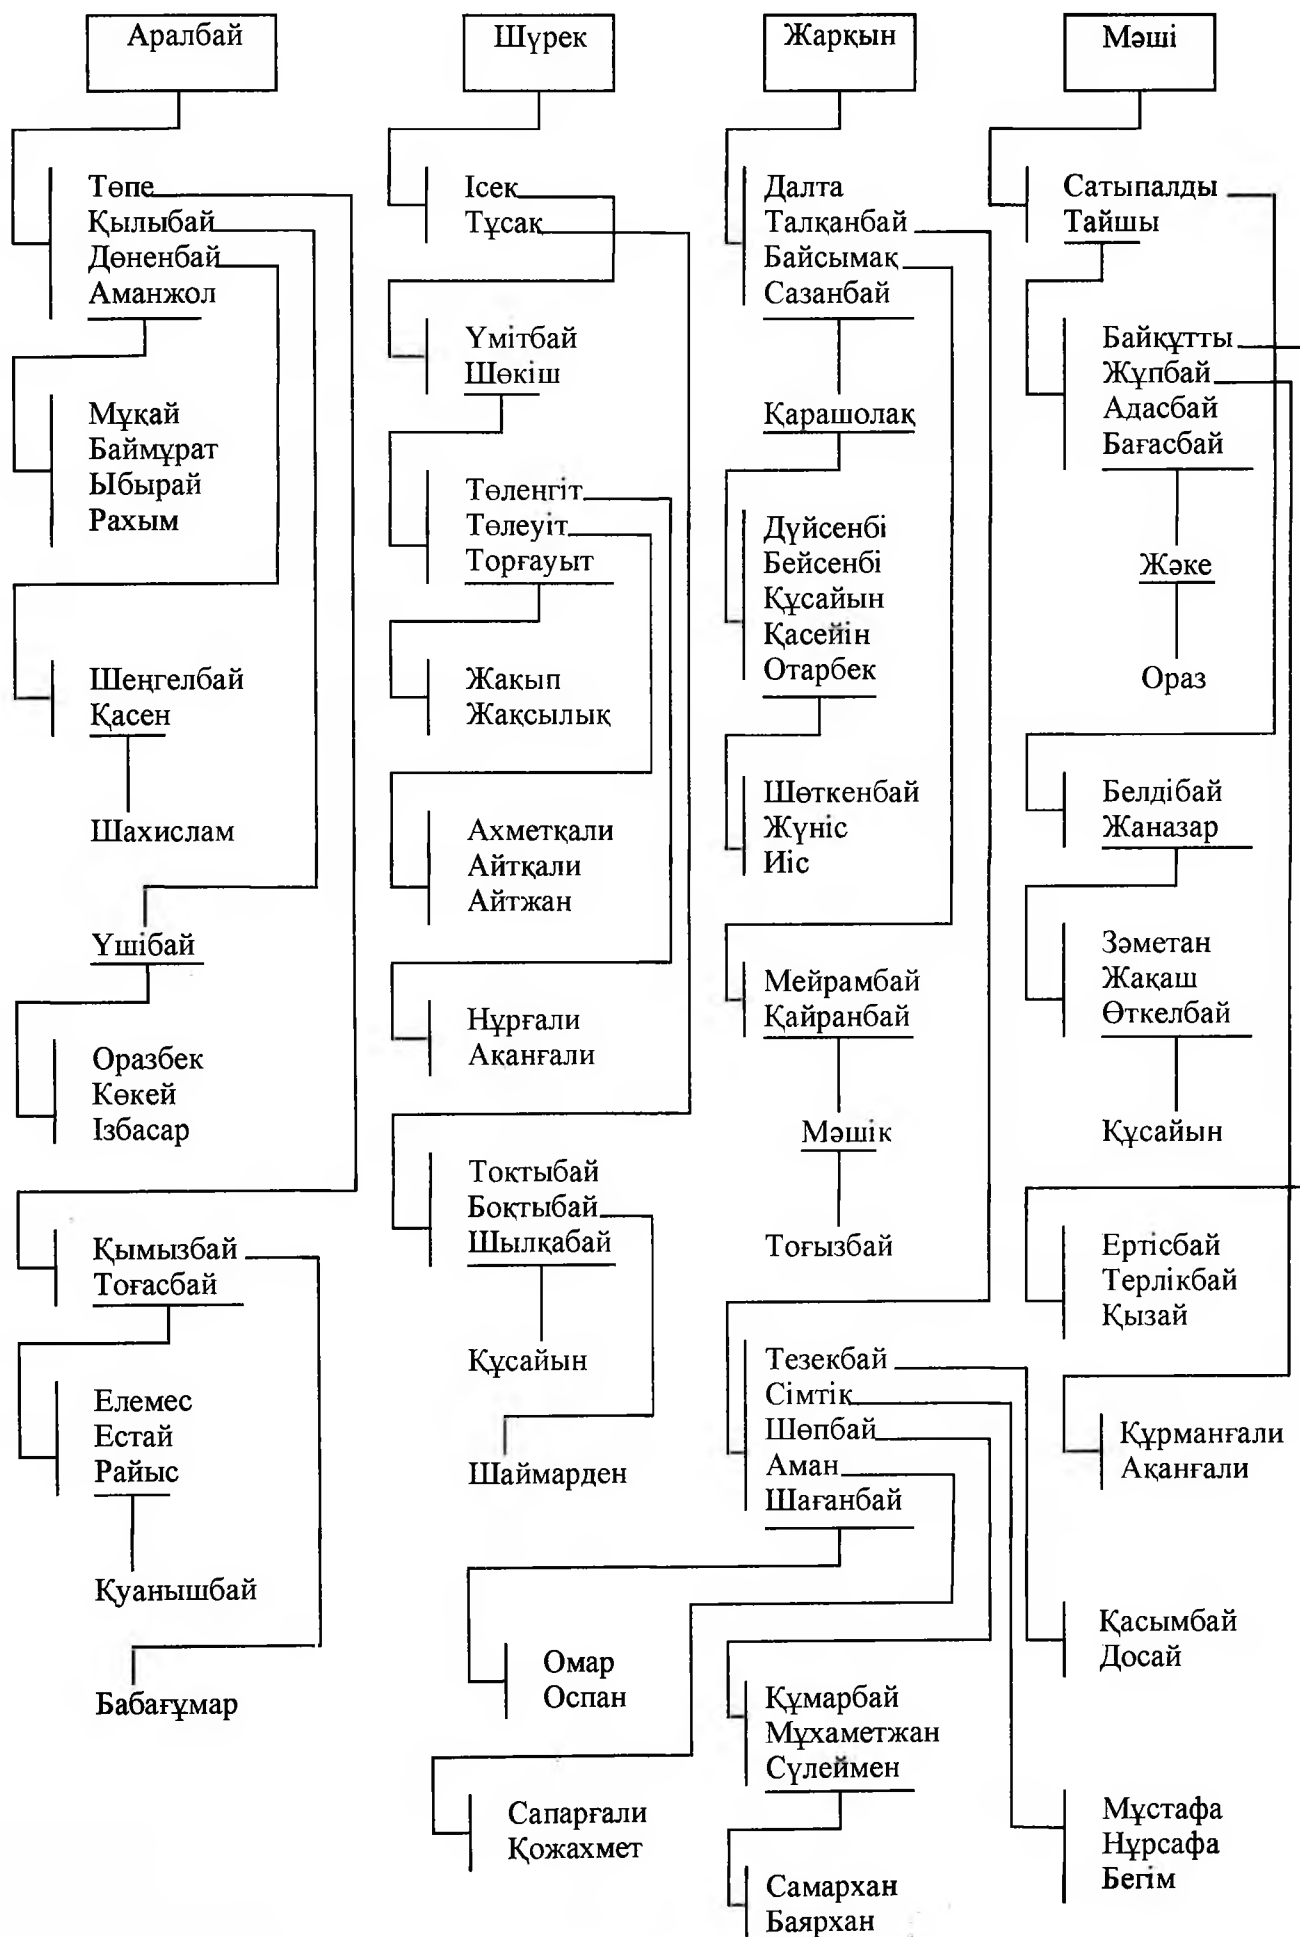 Аралбай
Төпе
Қылыбай
Дөненбай
Аманжол
Мұқай
Баймұрат
Ыбырай
Рахым
Шеңгелбай
Қасен
Шахислам
Үшібай
Оразбек
Көкей
Ізбасар
Қымызбай
Тоғасбай
Елемес
Естай
Райыс
Қуанышбай
Бабағұмар
Шүрек
Ісек
Тұсақ
Үмітбай
Шөкіш
Төленгіт
Төлеуіт
Торғауыт
Жақып
Жақсылық
Ахметқали
Айтқали
Айтжан
Нұрғали
Ақанғали
Тоқтыбай
Боқтыбай
Шылқабай
Құсайын
Шаймарден
Омар
Оспан
Сапарғали
Қожахмет
Жарқын
Далта
Талқанбай
Байсымақ
Сазанбай
Қарашолақ
Дүйсенбі
Бейсенбі
Құсайын
Қасейін
Отарбек
Шөткенбай
Жүніс
Иіс
Мейрамбай
Қайранбай
Мәшік
Тоғызбай
Тезекбай
Сімтік
Шөпбай
Аман
Шағанбай
Құмарбай
Мұхаметжан
Сүлеймен
Самархан
Баярхан
Мәші
Сатыпалды
Тайшы
Байқұтты
Жұпбай
Адасбай
Бағасбай
Жәке
Ораз
Белдібай
Жаназар
Зәметан
Жақаш
Өткелбай
Құсайын
Ертісбай
Терлікбай
Қызай
Құрманғали
Ақанғали
Қасымбай
Досай
Мұстафа
Нұрсафа
Бегім